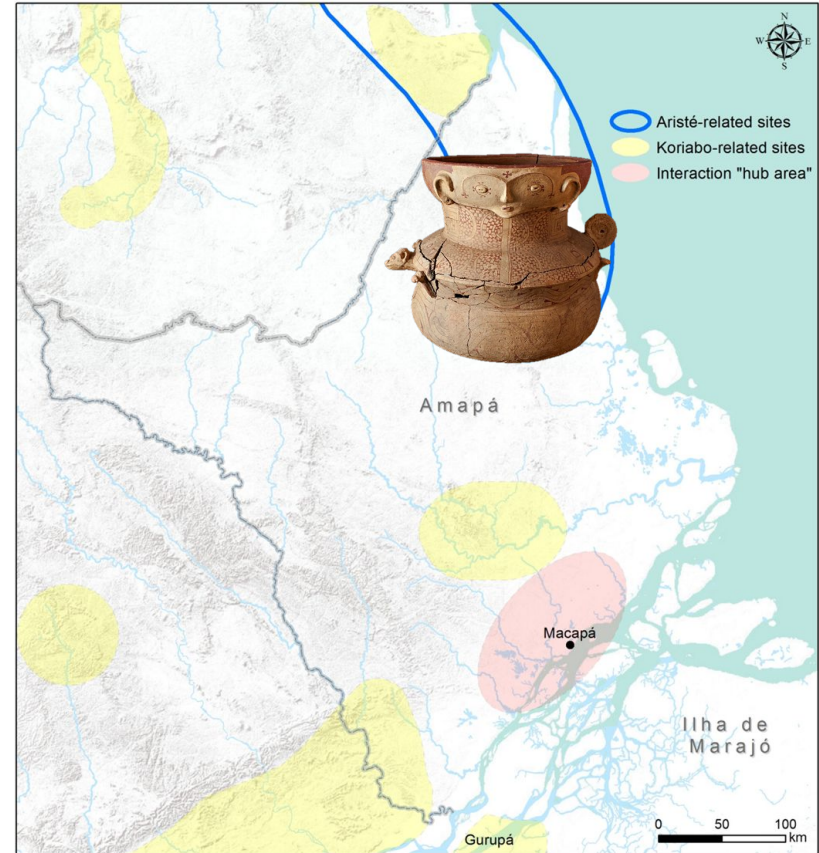 N
W E
S
Aristé-related sites
Koriabo-related sites
Interaction "hub area"
Amapá
Macapá
Ilha de
Marajó
Gurupá
0 50 100
km